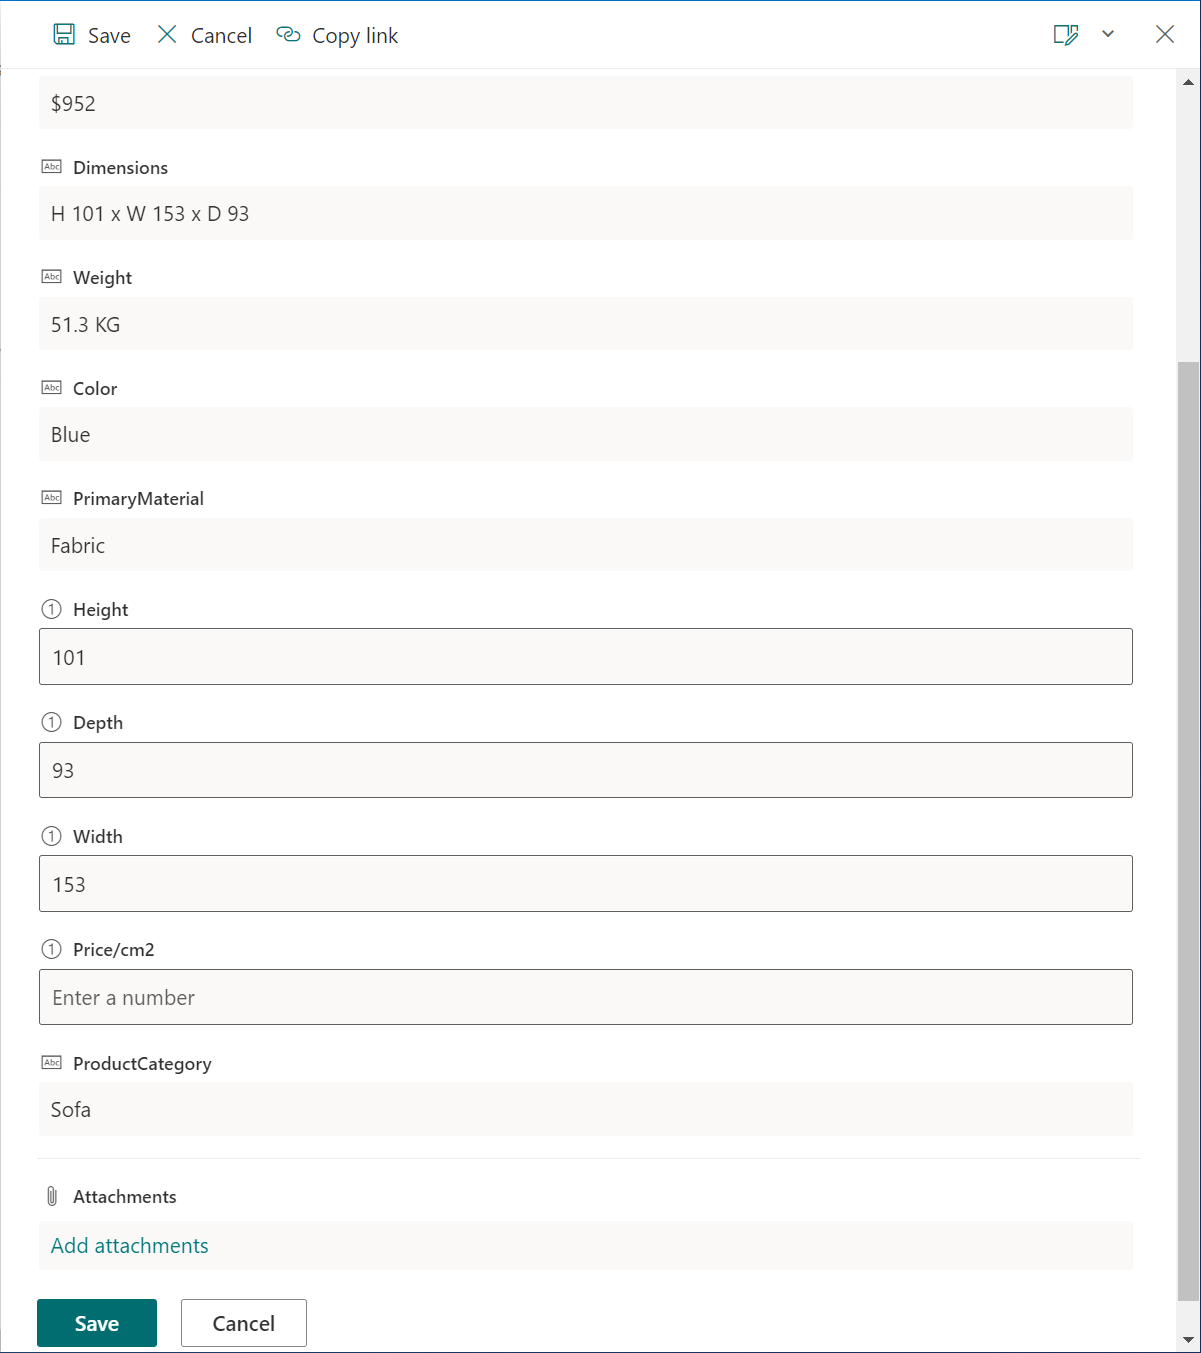 Save Cancel Copy link
$952
Abc Dimensions
H 101 x W 153 x D 93
Abc Weight
51.3 KG
Abc Color
Blue
Abc PrimaryMaterial
Fabric
1 Height
101
1 Depth
93
1 Width
153
1 Price/cm2
Enter a number
Abc ProductCategory
Sofa
Attachments
Add attachments
Save Cancel